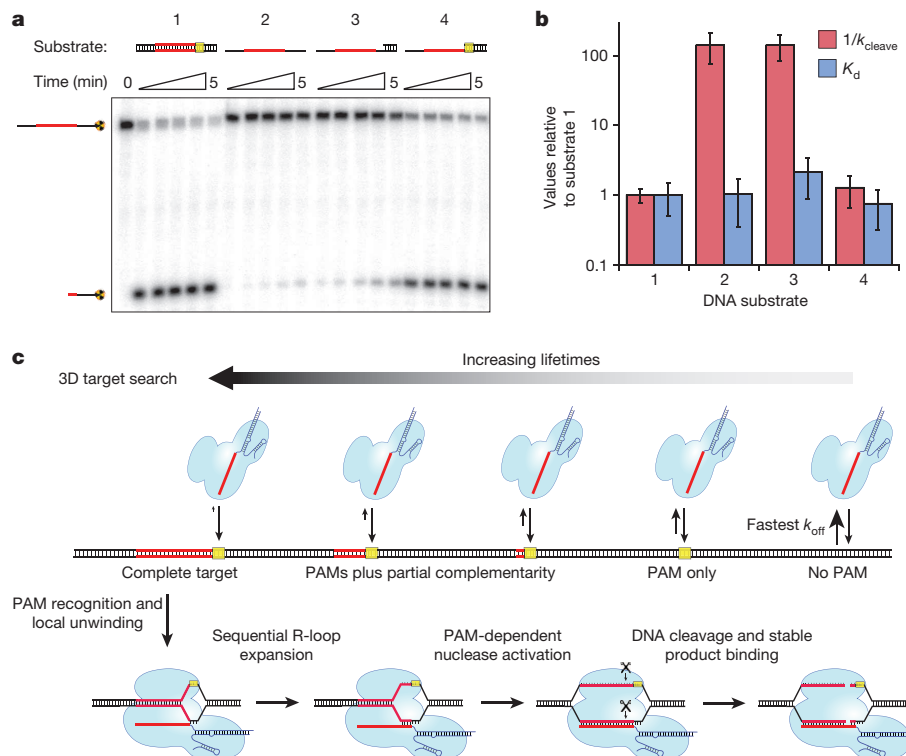 a
1 2 3 4
Substrate:
Time (min) 0 5 5 5 5
b
Values relative
to substrate 1
100
10
1
0.1
1/kcleave
Kd
1 2 3 4
DNA substrate
c
3D target search
Increasing lifetimes
Fastest koff
Complete target
PAMs plus partial complementarity
PAM only
No PAM
PAM recognition and
local unwinding
Sequential R-loop
expansion
PAM-dependent
nuclease activation
DNA cleavage and stable
product binding